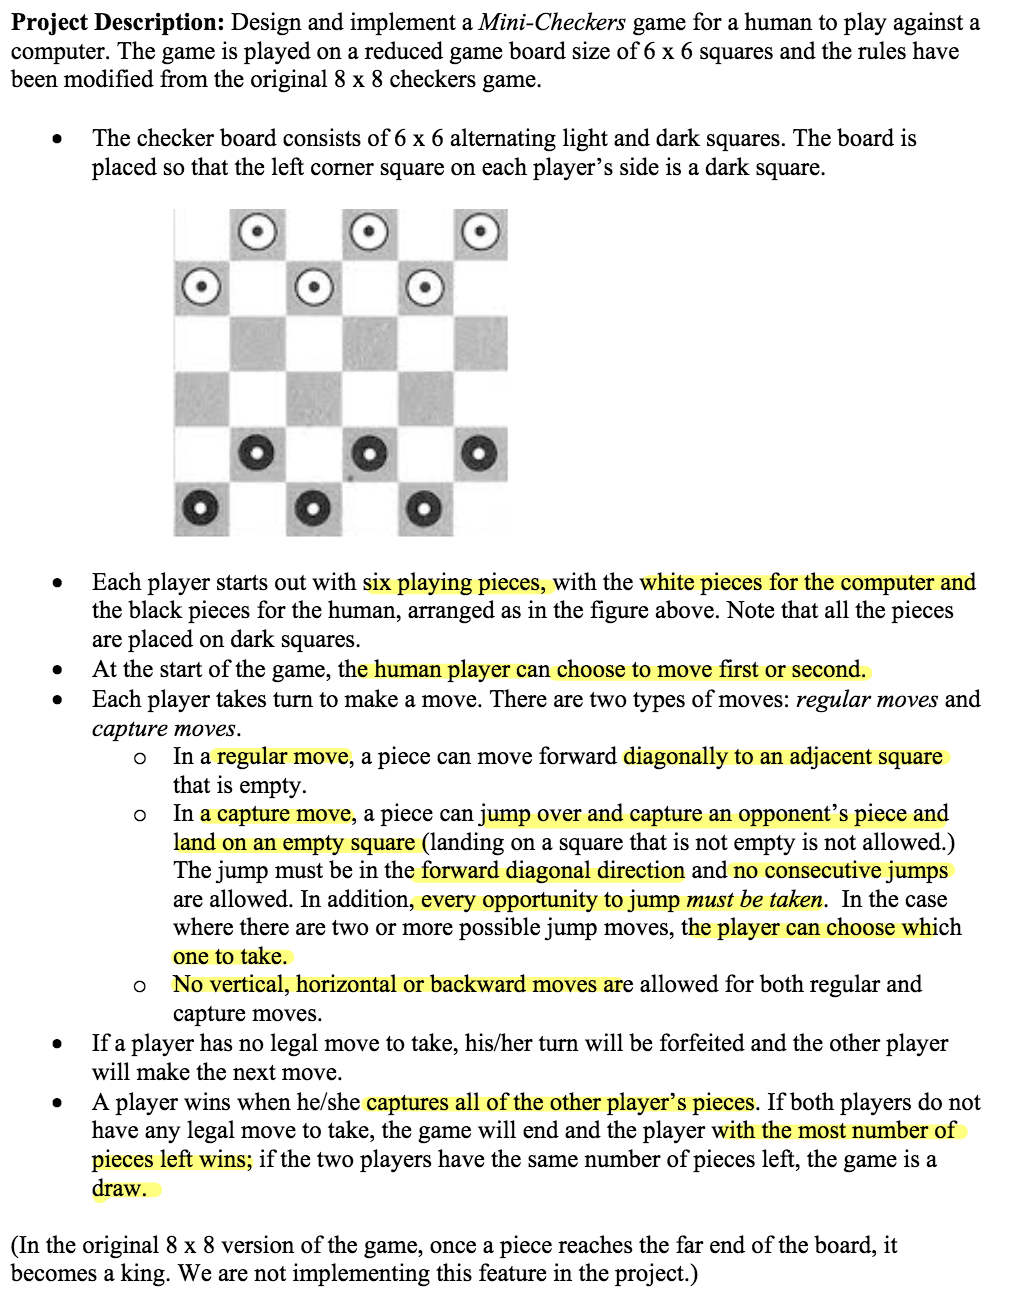 Project Description: Design and implement a Mini-Checkers game for a human to play against a
computer. The game is played on a reduced game board size of 6 x 6 squares and the rules have
been modified from the original 8 x 8 checkers game.
• The checker board consists of 6 x 6 alternating light and dark squares. The board is
placed so that the left corner square on each player's side is a dark square.
• Each player starts out with six playing pieces, with the white pieces for the computer and
the black pieces for the human, arranged as in the figure above. Note that all the pieces
are placed on dark squares.
• At the start of the game, the human player can choose to move first or second.
• Each player takes turn to make a move. There are two types of moves: regular moves and
capture moves.
o In a regular move, a piece can move forward diagonally to an adjacent square
that is empty.
o In a capture move, a piece can jump over and capture an opponent's piece and
land on an empty square (landing on a square that is not empty is not allowed.)
The jump must be in the forward diagonal direction and no consecutive jumps
are allowed. In addition, every opportunity to jump must be taken. In the case
where there are two or more possible jump moves, the player can choose which
one to take.
o No vertical, horizontal or backward moves are allowed for both regular and
capture moves.
• If a player has no legal move to take, his/her turn will be forfeited and the other player
will make the next move.
• A player wins when he/she captures all of the other player's pieces. If both players do not
have any legal move to take, the game will end and the player with the most number of
pieces left wins; if the two players have the same number of pieces left, the game is a
draw.
(In the original 8 x 8 version of the game, once a piece reaches the far end of the board, it
becomes a king. We are not implementing this feature in the project.)